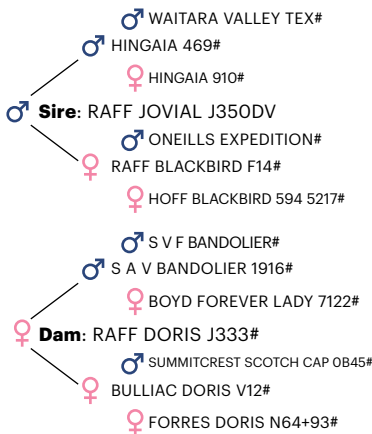 WAITARA VALLEY TEX#
HINGAIA 469#
HINGAIA 910#
Sire: RAFF JOVIAL J350DV
ONEILLS EXPEDITION#
RAFF BLACKBIRD F14#
HOFF BLACKBIRD 594 5217#
S V F BANDOLIER#
S A V BANDOLIER 1916#
BOYD FOREVER LADY 7122#
Dam: RAFF DORIS J333#
SUMMITCREST SCOTCH CAP 0B45#
BULLIAC DORIS V12#
FORRES DORIS N64+93#